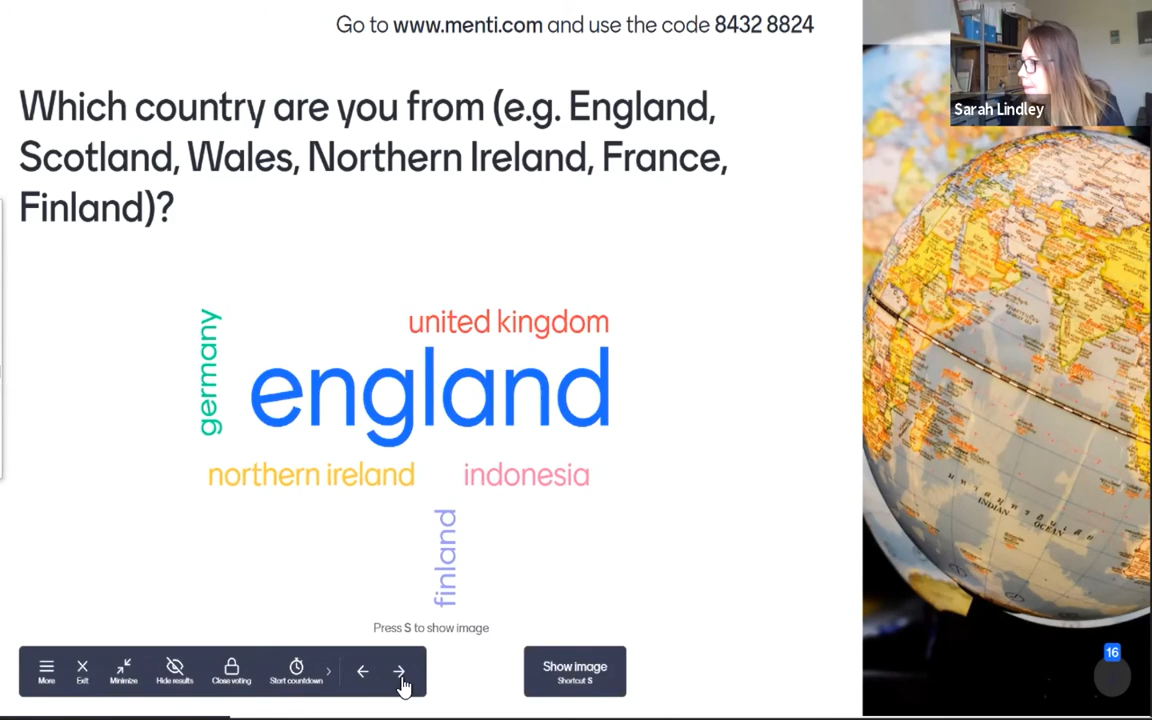 Go to www.menti.com and use the code 8432 8824
Sarah Lindley
Which country are you from (e.g. England,
Scotland, Wales, Northern Ireland, France,
Finland)?
germany
united kingdom
england
northern ireland
indonesia
finland
Press S to show image
More
Exit
Minimize
Hide results
Close voting
Start countdown
Show image
Shortcut S
INDIAN
OCEAN
16